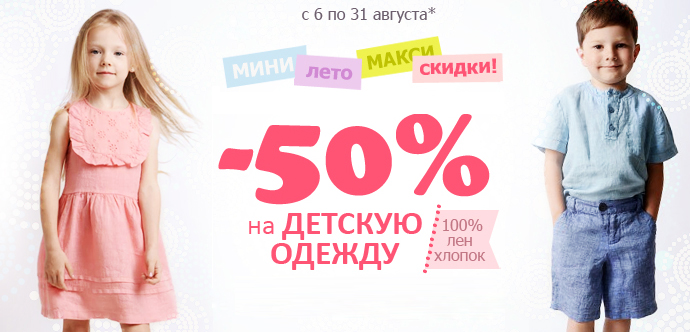 с 6 по 31 августа*
МИНИ лето МАКСИ скидки!
-50%
на ДЕТСКУЮ
ОДЕЖДУ
100%
лен
хлопок